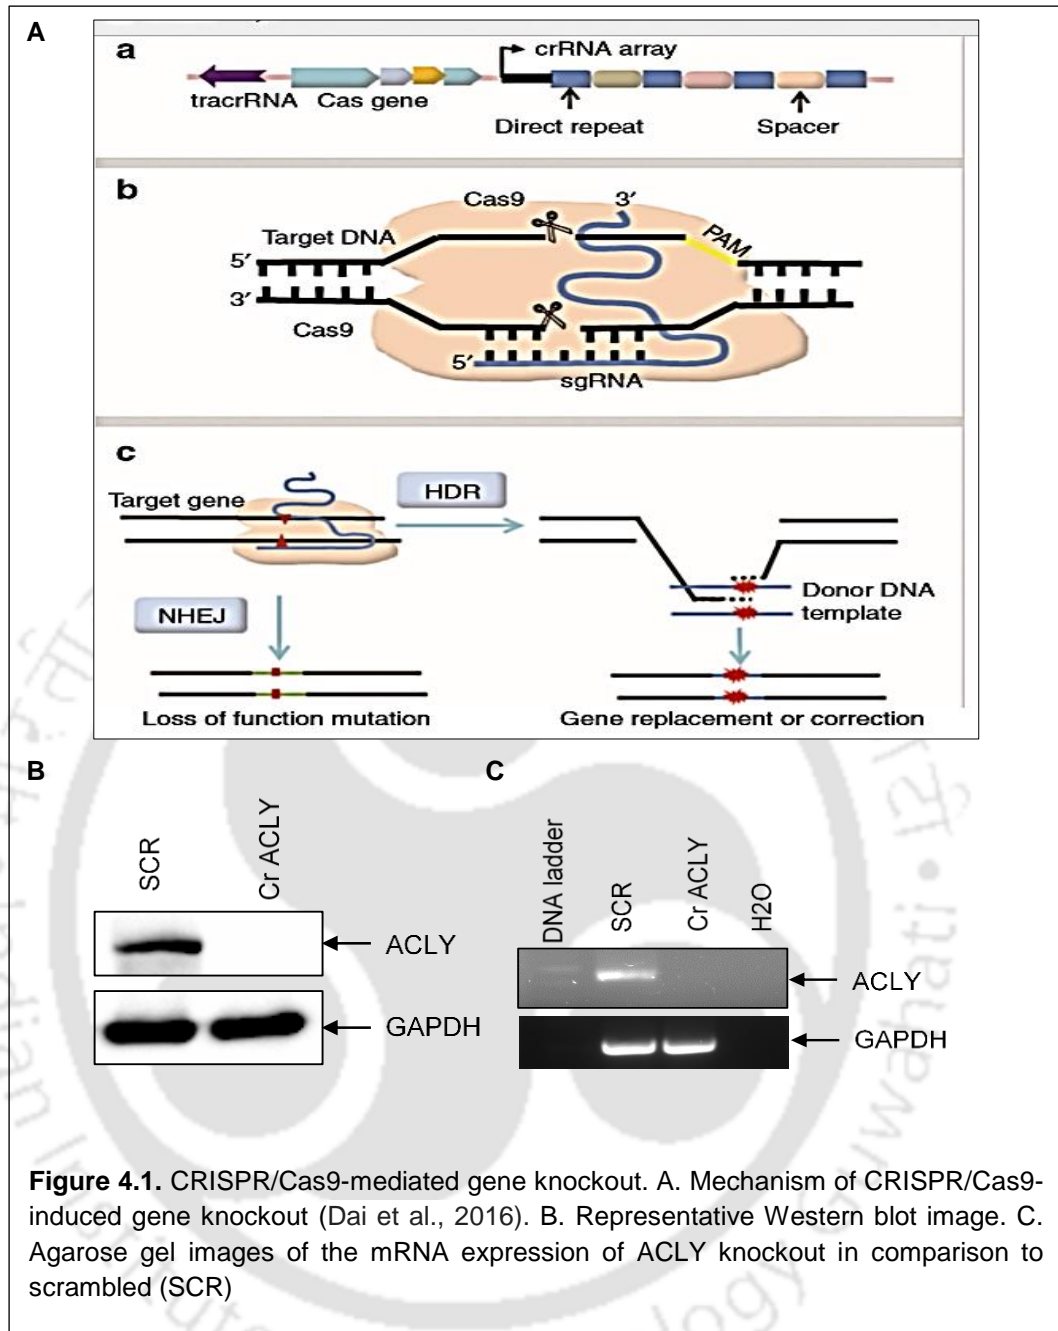 A
a
crRNA array
tracrRNA
Cas gene
Direct repeat
Spacer
b
Cas9
3′
Target DNA
PAM
5′
3′
Cas9
5′
sgRNA
c
Target gene
HDR
NHEJ
Donor DNA
template
Loss of function mutation
Gene replacement or correction
B
SCR
Cr ACLY
ACLY
GAPDH
C
DNA ladder
SCR
Cr ACLY
H2O
ACLY
GAPDH
Figure 4.1. CRISPR/Cas9-mediated gene knockout. A. Mechanism of CRISPR/Cas9-
induced gene knockout (Dai et al., 2016). B. Representative Western blot image. C.
Agarose gel images of the mRNA expression of ACLY knockout in comparison to
scrambled (SCR)